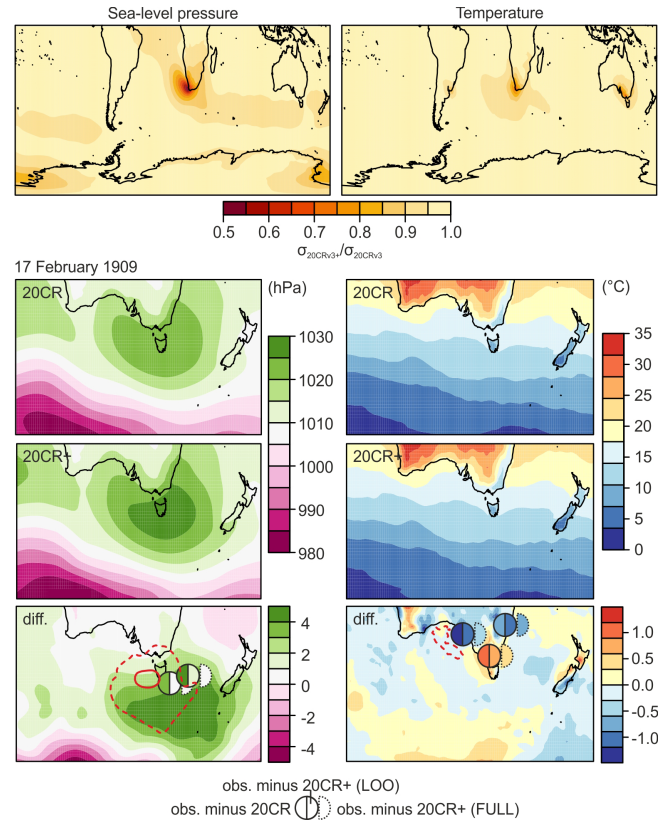 Sea-level pressure
Temperature
0.5 0.6 0.7 0.8 0.9 1.0
σ20CRv3+/σ20CRv3
17 February 1909
(hPa)
(°C)
20CR
20CR
1030
1020
1010
1000
990
980
35
30
25
20
15
10
5
0
20CR+
20CR+
diff.
diff.
4
2
0
-2
-4
1.0
0.5
0.0
-0.5
-1.0
obs. minus 20CR+ (LOO)
obs. minus 20CR
obs. minus 20CR+ (FULL)